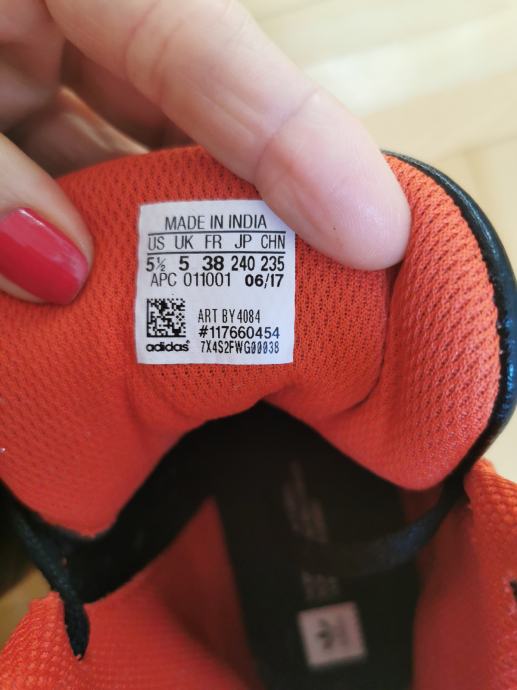 MADE IN INDIA
US UK FR JP CHN
5½ 5 38 240 235
APC 011001 06/17
ART BY4084
#117660454
adidas 7X4S2FWG00038